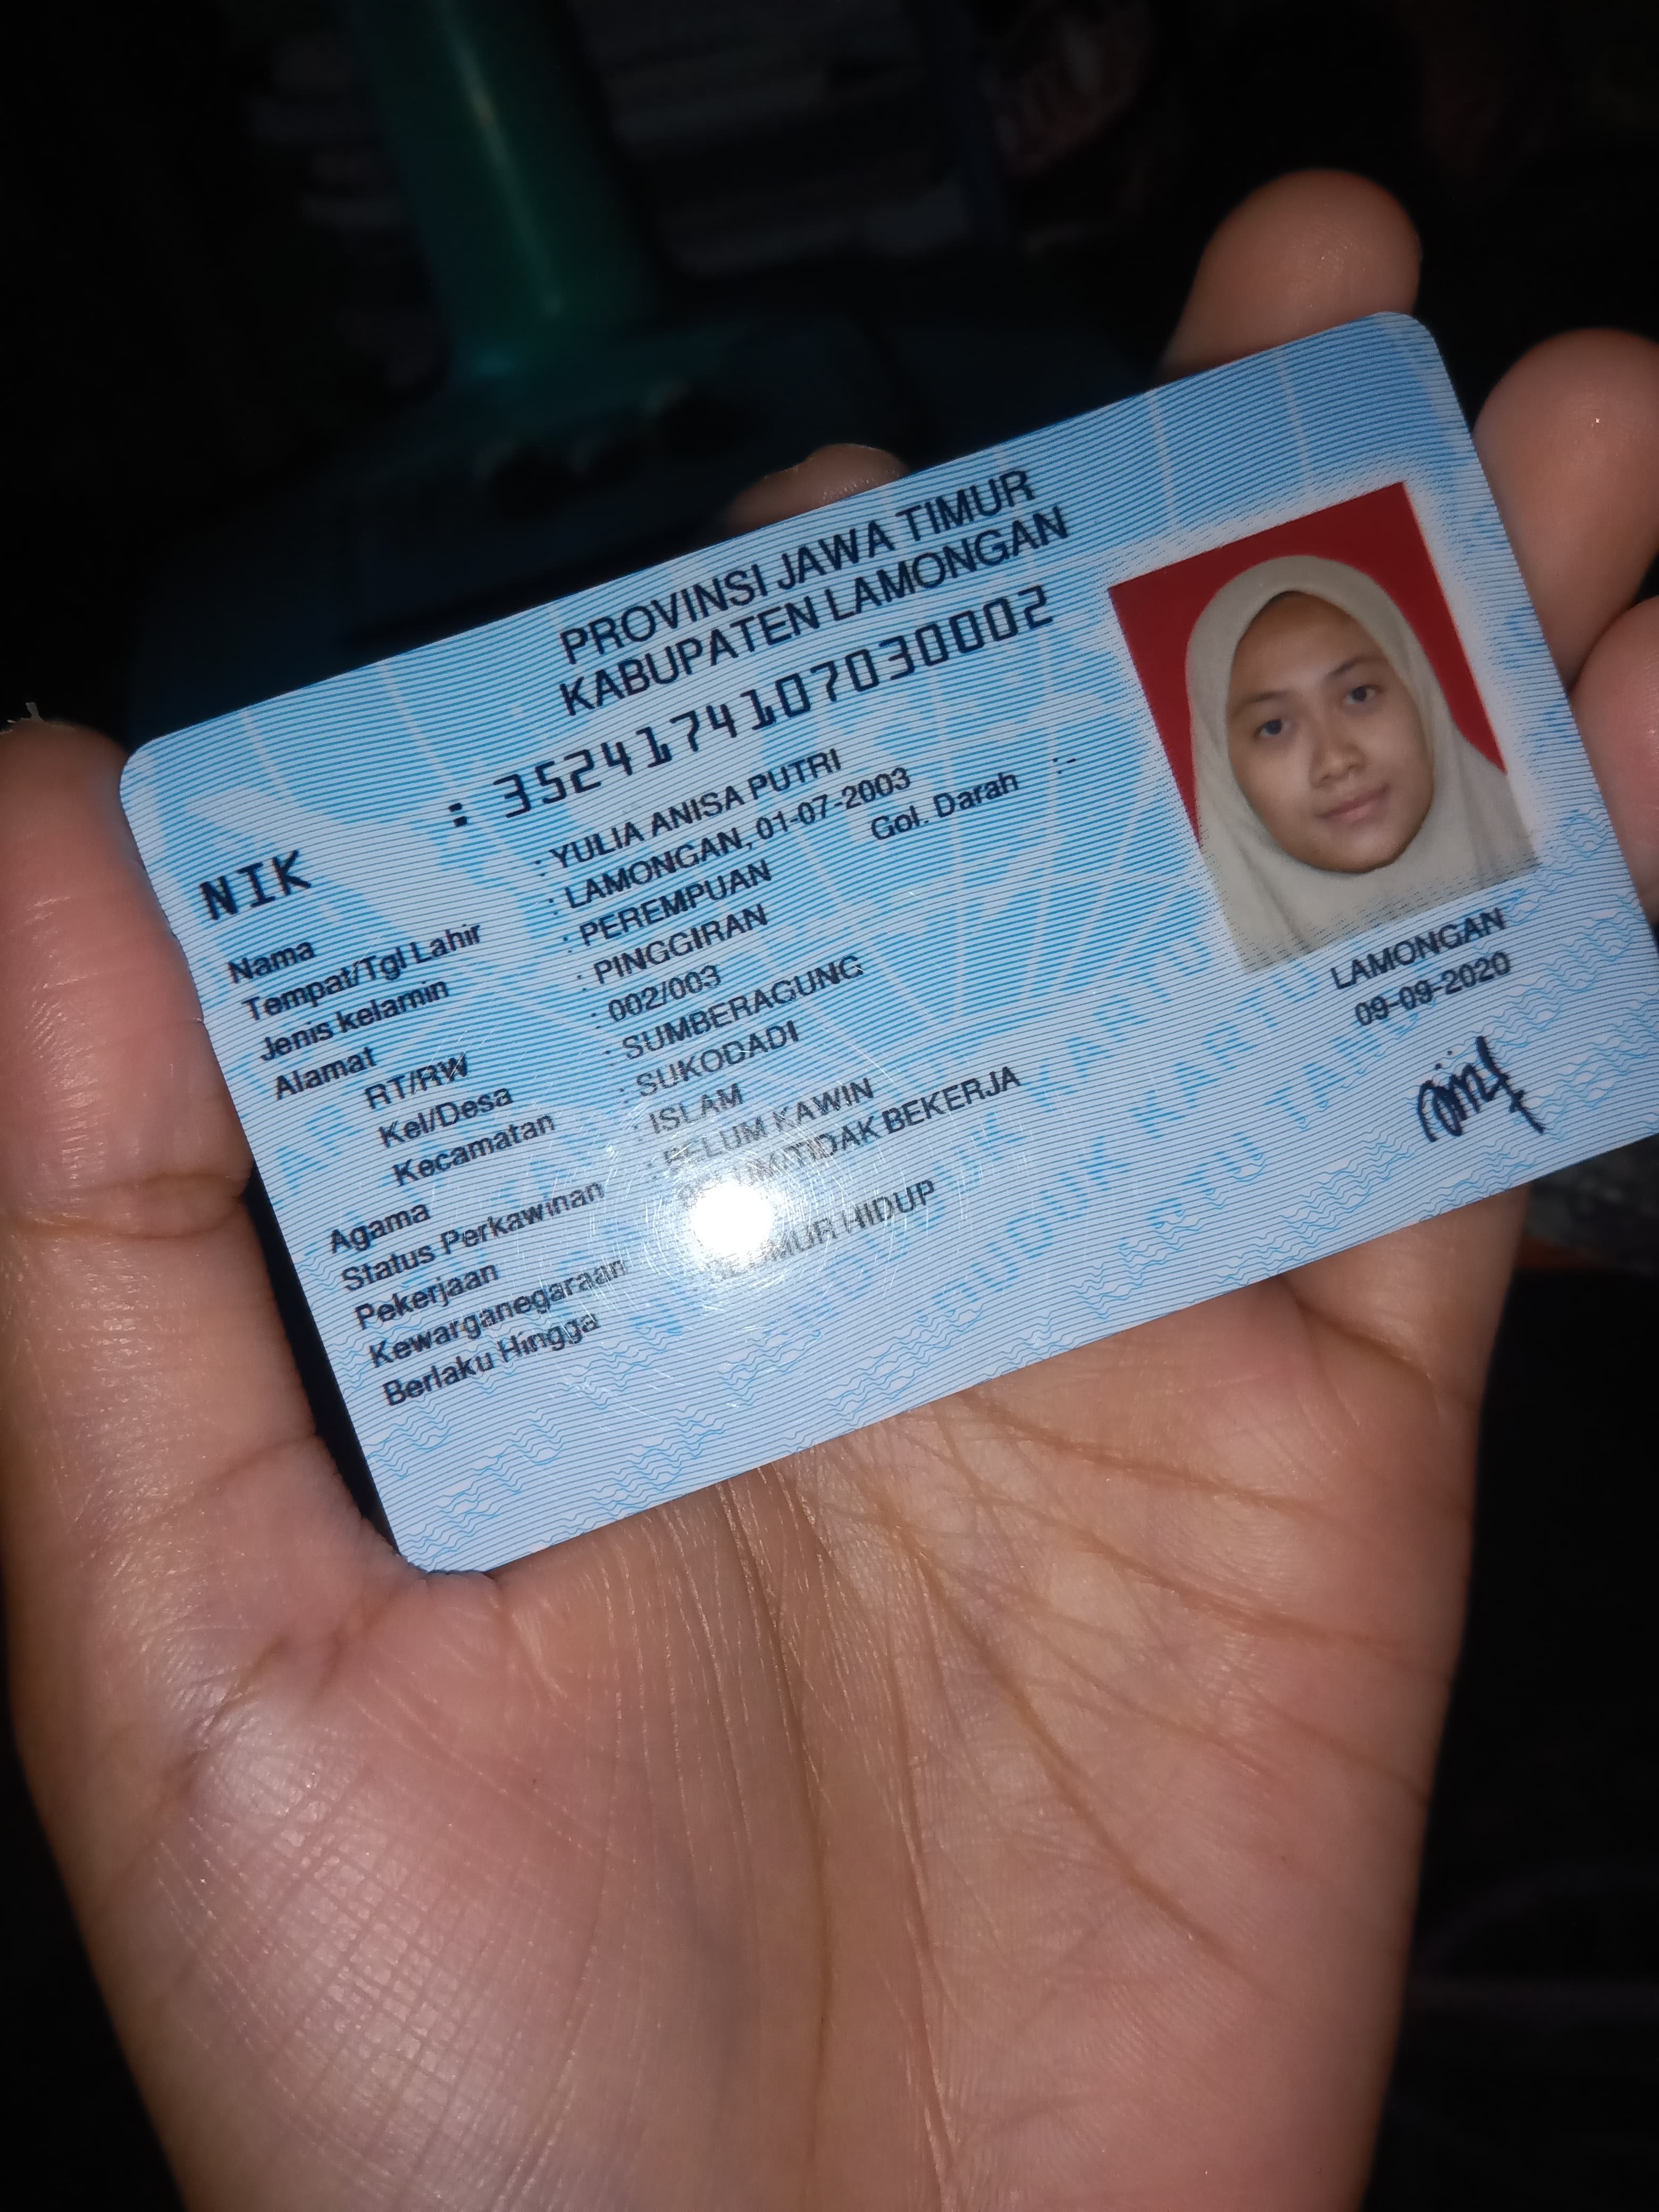 PROVINSI JAWA TIMUR
KABUPATEN LAMONGAN
NIK : 3524174107030002
Nama : YULIA ANISA PUTRI
Tempat/Tgl Lahir : LAMONGAN, 01-07-2003
Jenis kelamin : PEREMPUAN Gol. Darah :-
Alamat : PINGGIRAN
RT/RW : 002/003
Kel/Desa : SUMBERAGUNG
Kecamatan : SUKODADI
Agama : ISLAM
Status Perkawinan : BELUM KAWIN
Pekerjaan BELUM/TIDAK BEKERJA
Kewarganegaraan
Berlaku Hingga SEUMUR HIDUP
LAMONGAN
09-09-2020